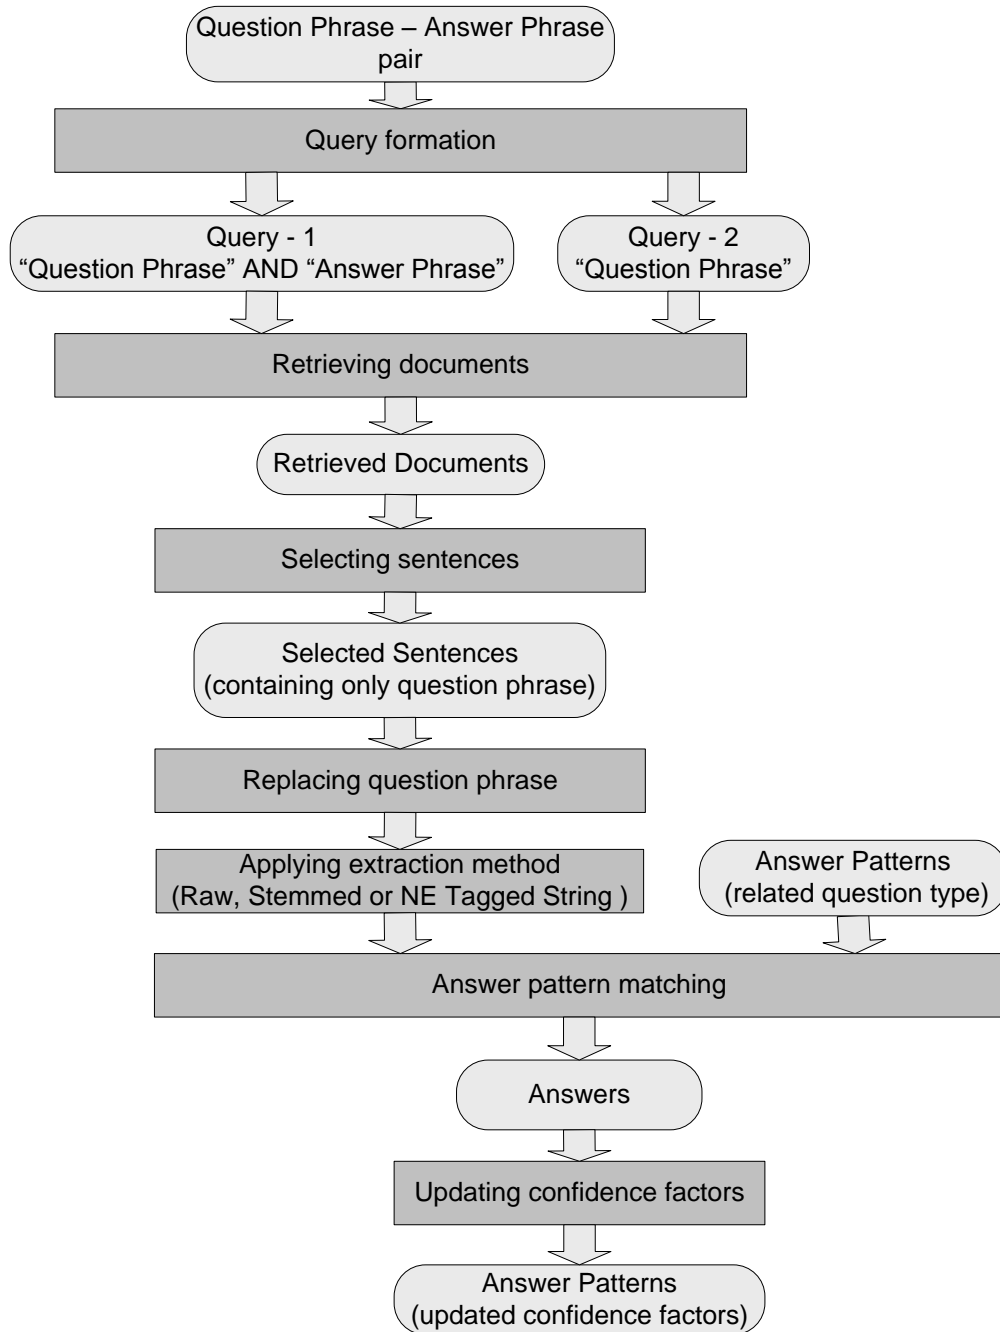 Question Phrase – Answer Phrase
pair
Query formation
Query - 1
“Question Phrase” AND “Answer Phrase”
Query - 2
“Question Phrase”
Retrieving documents
Retrieved Documents
Selecting sentences
Selected Sentences
(containing only question phrase)
Replacing question phrase
Applying extraction method
(Raw, Stemmed or NE Tagged String )
Answer Patterns
(related question type)
Answer pattern matching
Answers
Updating confidence factors
Answer Patterns
(updated confidence factors)